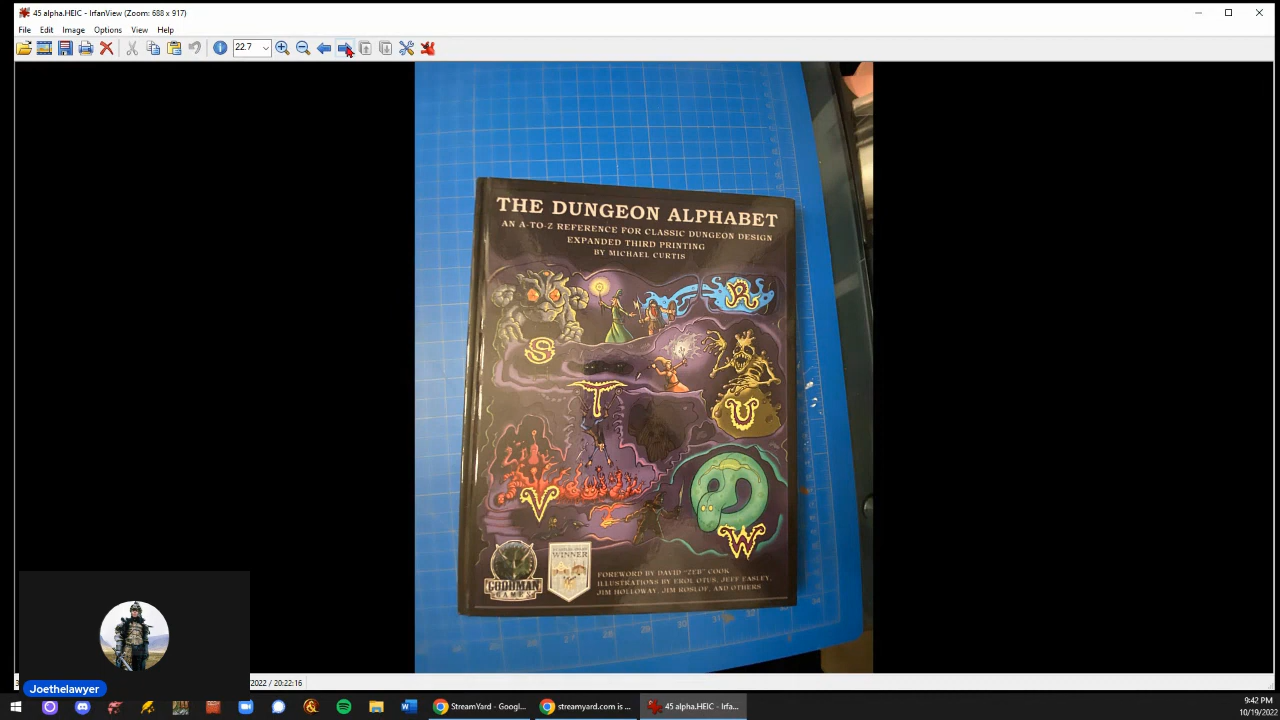 45 alpha.HEIC - IrfanView (Zoom: 688 x 917)
File Edit Image Options View Help
22.7
THE DUNGEON ALPHABET
AN A-TO-Z REFERENCE FOR CLASSIC DUNGEON DESIGN
EXPANDED THIRD PRINTING
BY MICHAEL CURTIS
R
S
T
U
V
W
GOODMAN
GAMES
WINNER
FOREWORD BY DAVID "ZEB" COOK
ILLUSTRATIONS BY EROL OTUS, JEFF EASLEY,
JIM HOLLOWAY, JIM ROSLOF, AND OTHERS
Joethelawyer
2022 / 20:22:16
StreamYard - Googl...
streamyard.com is ...
45 alpha.HEIC - Irfa...
9:42 PM
10/19/2022